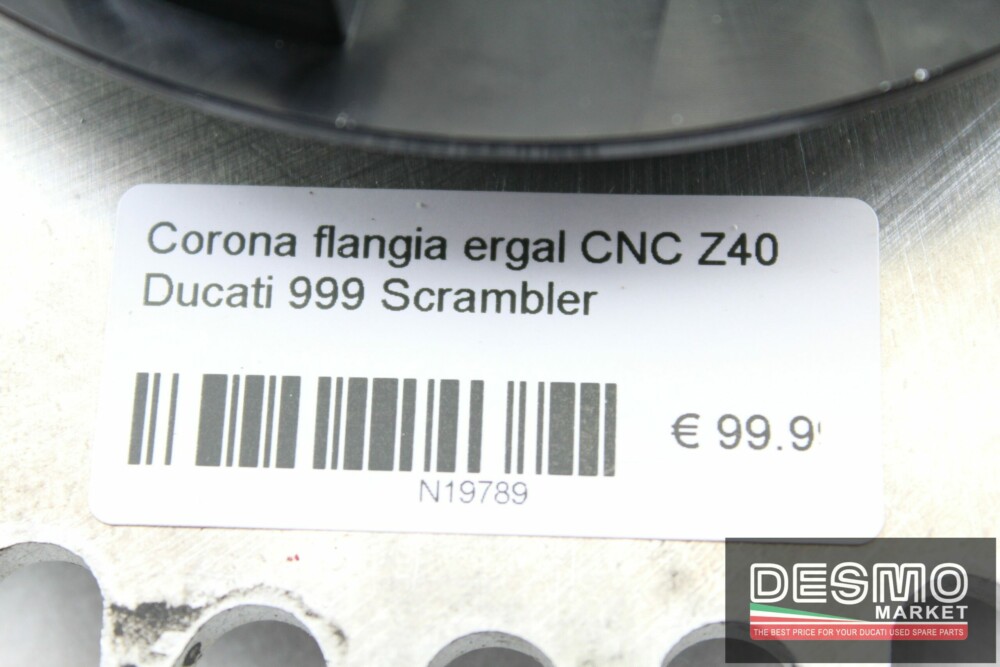 Corona flangia ergal CNC Z40
Ducati 999 Scrambler
€ 99.9
N19789
DESMO
MARKET
THE BEST PRICE FOR YOUR DUCATI USED SPARE PARTS